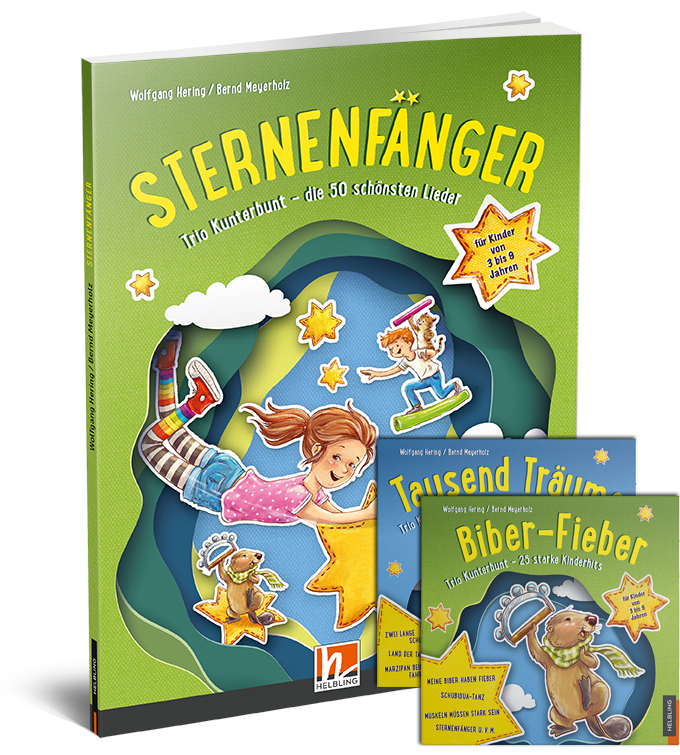 Wolfgang Hering / Bernd Meyerholz
STERNENFÄNGER
Trio Kunterbunt – die 50 schönsten Lieder
für Kinder
von
3 bis 9
Jahren
Wolfgang Hering / Bernd Meyerholz STERNENFÄNGER
HELBLING
h
HELBLING
Wolfgang Hering / Bernd Meyerholz
Tausend
Trio
ZWEI LANGE
LAND DER
MARZIPAN
Wolfgang Hering / Bernd Meyerholz
Biber-Fieber
Trio Kunterbunt – 25 starke Kinderhits
für Kinder
von
3 bis 9
Jahren
MEINE BIBER HABEN FIEBER
SCHUBIDUA-TANZ
MUSKELN MÜSSEN STARK SEIN
STERNENFÄNGER U. V. M.
HELBLING